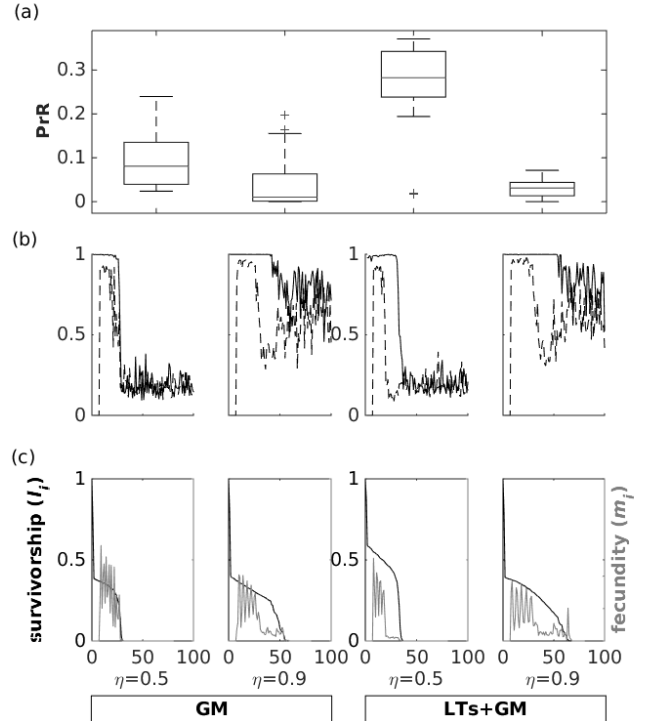 (a)
PrR
0.3
0.2
0.1
0
(b)
1
0.5
0
1
0.5
0
(c)
survivorship (l_i)
fecundity (m_i)
1
0.5
0
1
0.5
0
0 50 100 0 50 100 0 50 100 0 50 100
η=0.5 η=0.9 η=0.5 η=0.9
GM LTs+GM